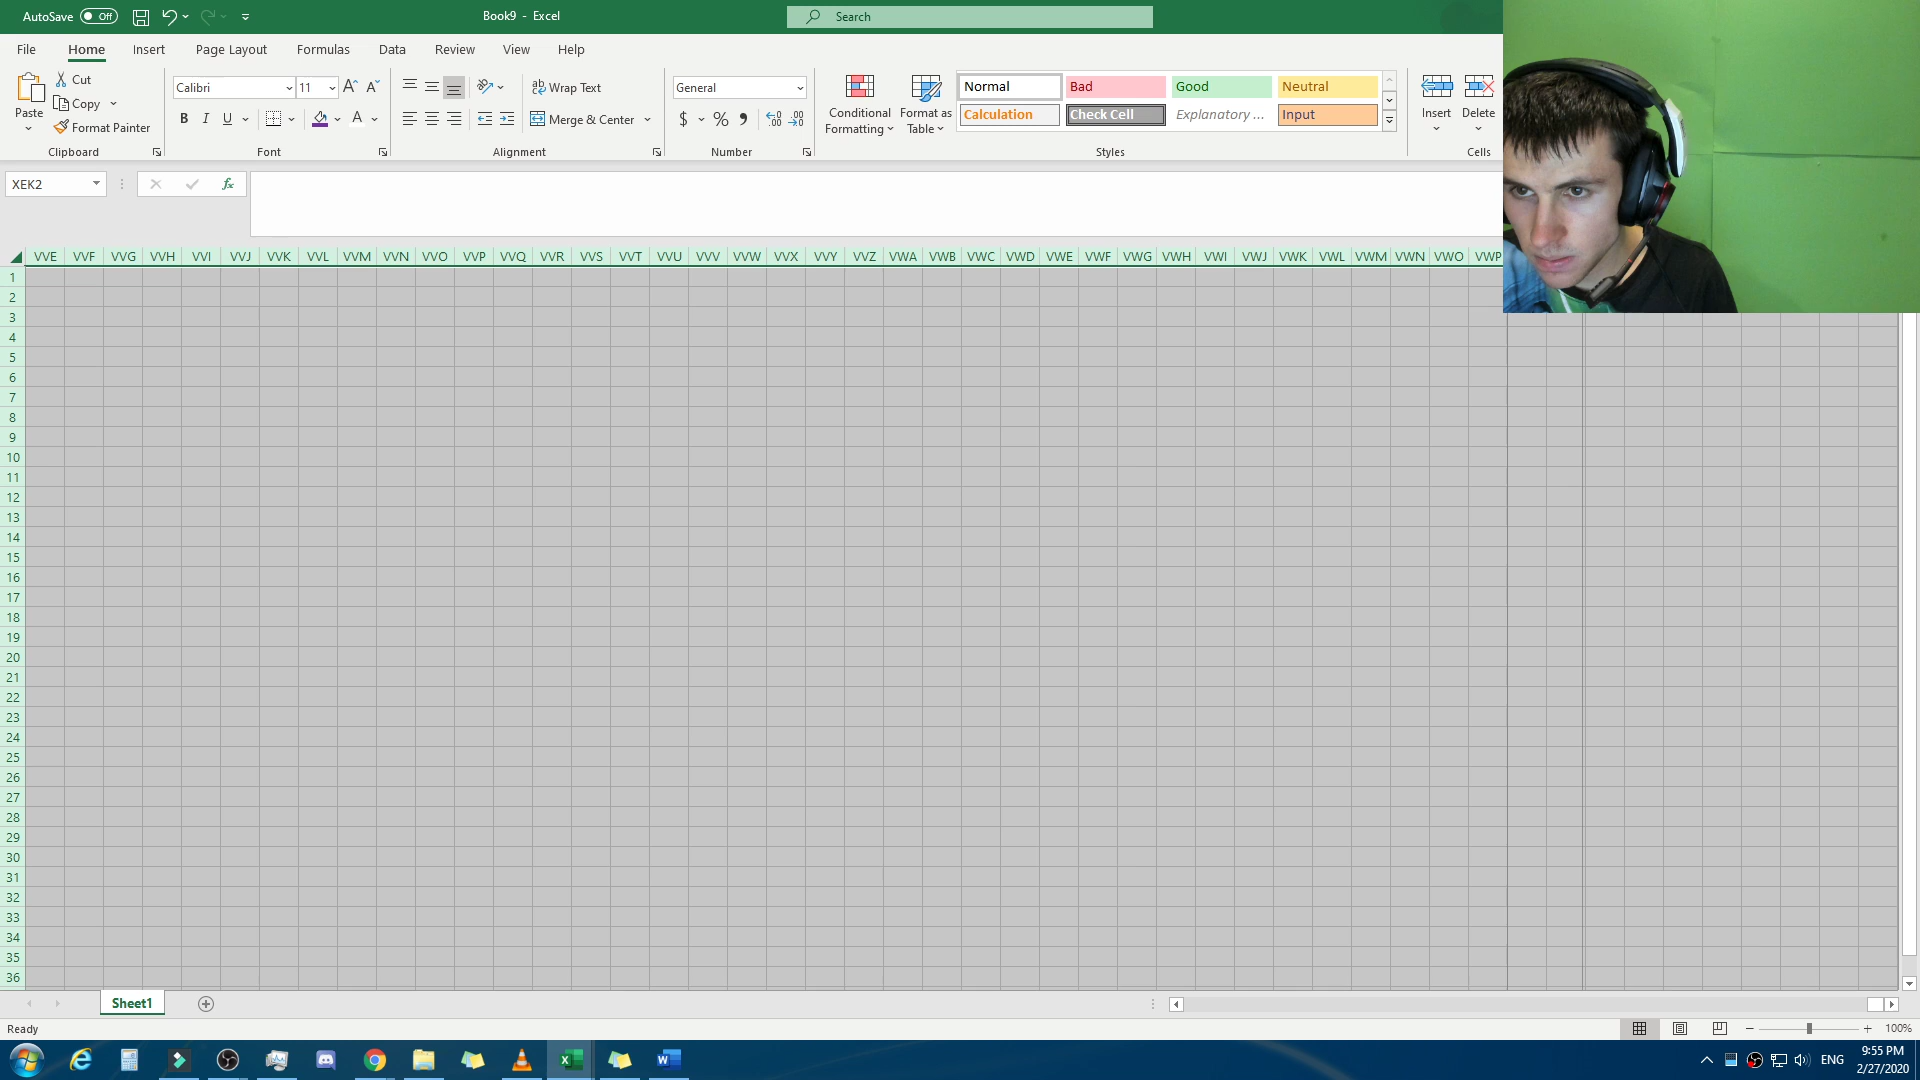 AutoSave Off Book9 - Excel Search
File Home Insert Page Layout Formulas Data Review View Help
Paste Cut Copy Format Painter Clipboard
Calibri 11 A A B I U A Font
ab Wrap Text Merge & Center Alignment
General $ % 9 .00 .00 Number
Conditional Formatting Format as Table
Normal Bad Good Neutral
Calculation Check Cell Explanatory ... Input
Styles
Insert Delete Cells
XEK2 fx
VVE VVF VVG VVH VVI VVJ VVK VVL VVM VVN VVO VVP VVQ VVR VVS VVT VVU VVV VVW VVX VVY VVZ VWA VWB VWC VWD VWE VWF VWG VWH VWI VWJ VWK VWL VWM VWN VWO VWP
1
2
3
4
5
6
7
8
9
10
11
12
13
14
15
16
17
18
19
20
21
22
23
24
25
26
27
28
29
30
31
32
33
34
35
36
Sheet1
Ready 100%
ENG 9:55 PM
2/27/2020